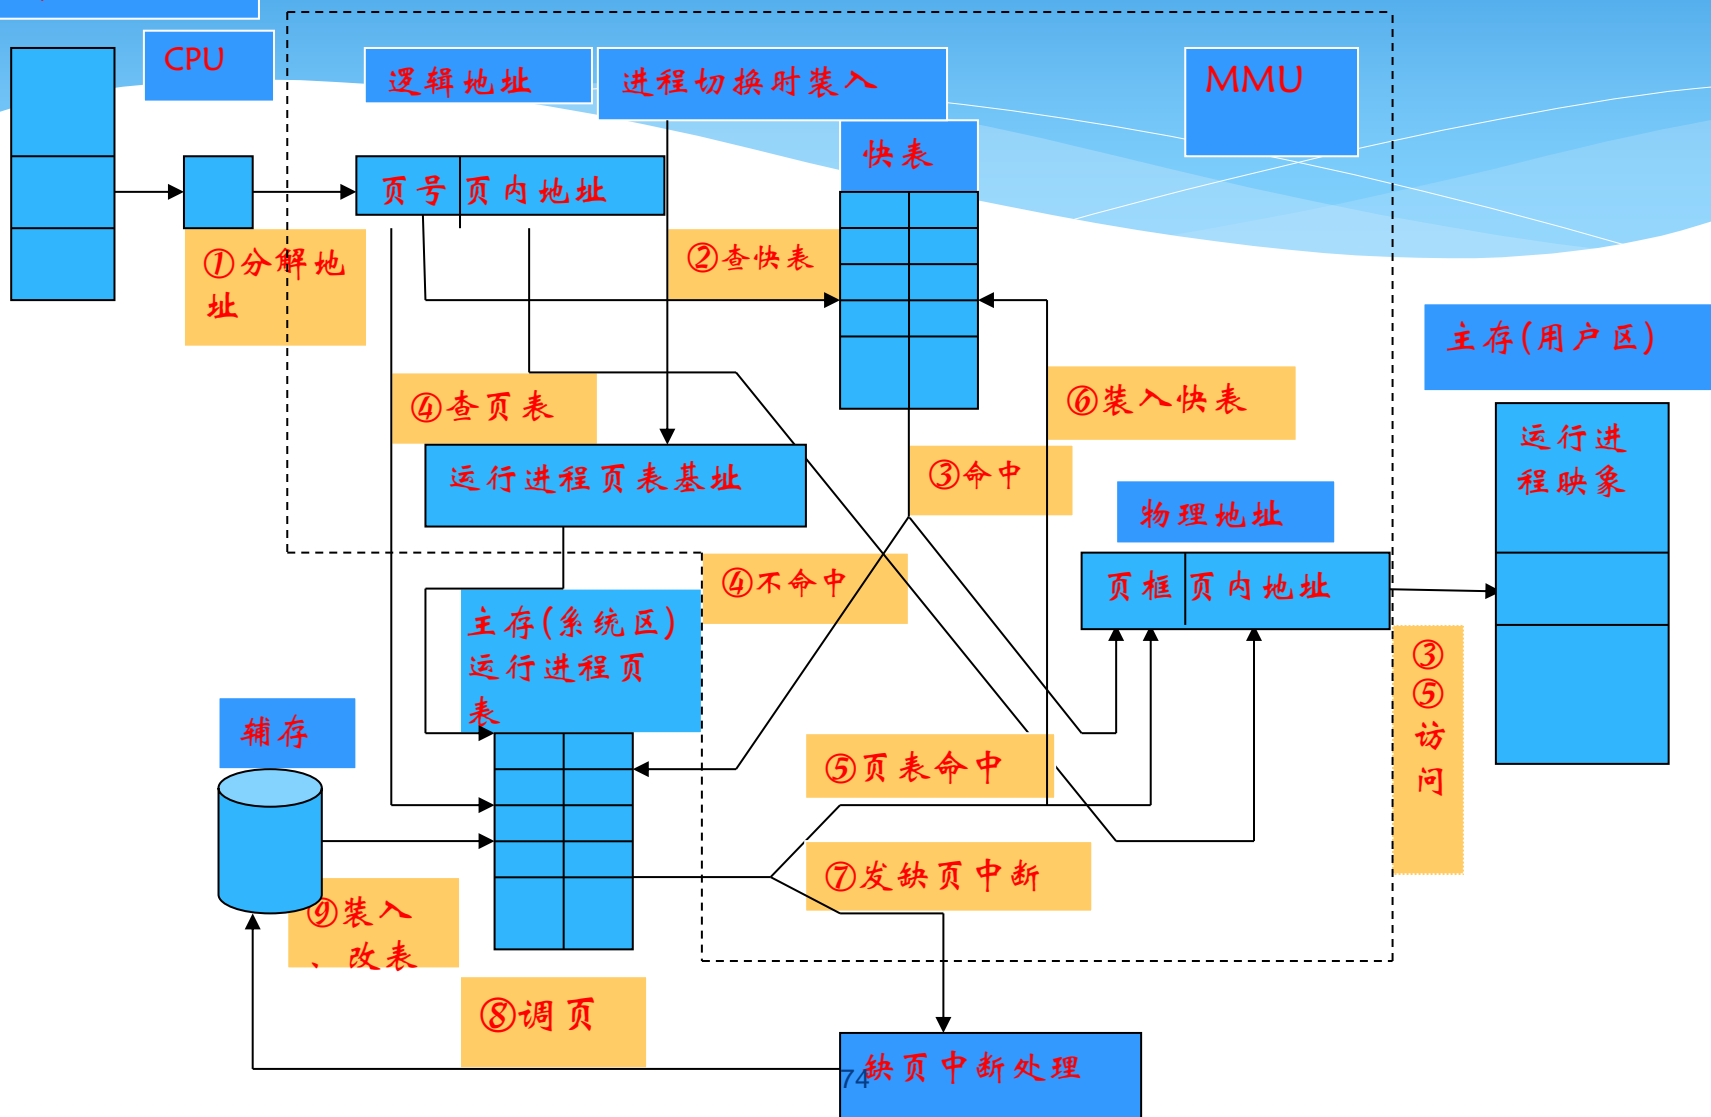 CPU
逻辑地址
进程切换时装入
MMU
快表
页号
页内地址
①分解地
址
②查快表
主存(用户区)
④查页表
⑥装入快表
运行进
程映象
运行进程页表基址
③命中
物理地址
④不命中
页框
页内地址
主存(系统区)
运行进程页
表
③
⑤
访
问
辅存
⑤页表命中
⑦发缺页中断
⑨装入
、改表
⑧调页
缺页中断处理
74